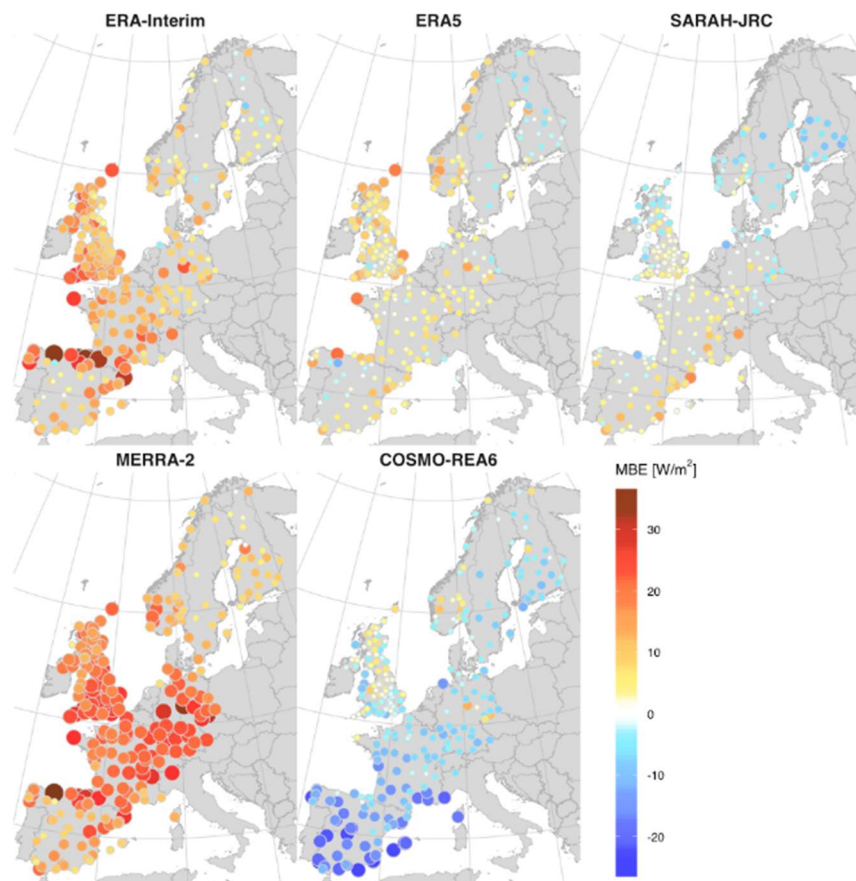 ERA-Interim
ERA5
SARAH-JRC
MERRA-2
COSMO-REA6
MBE [W/m²]
30
20
10
0
-10
-20